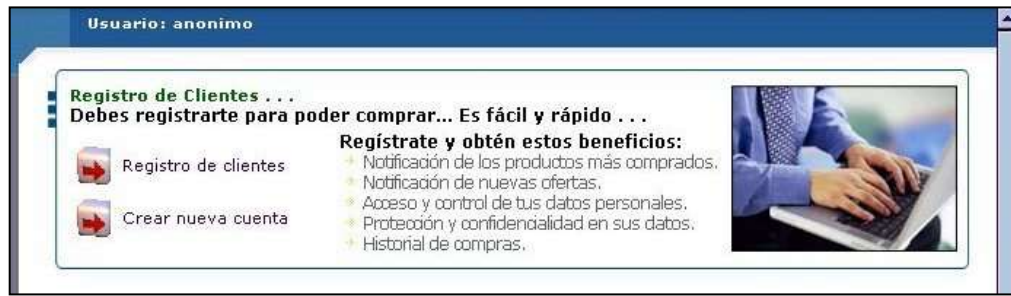 Usuario: anonimo
Registro de Clientes . . .
Debes registrarte para poder comprar... Es fácil y rápido . . .
Registro de clientes
Crear nueva cuenta
Regístrate y obtén estos beneficios:
Notificación de los productos más comprados.
Notificación de nuevas ofertas.
Acceso y control de tus datos personales.
Protección y confidencialidad en sus datos.
Historial de compras.